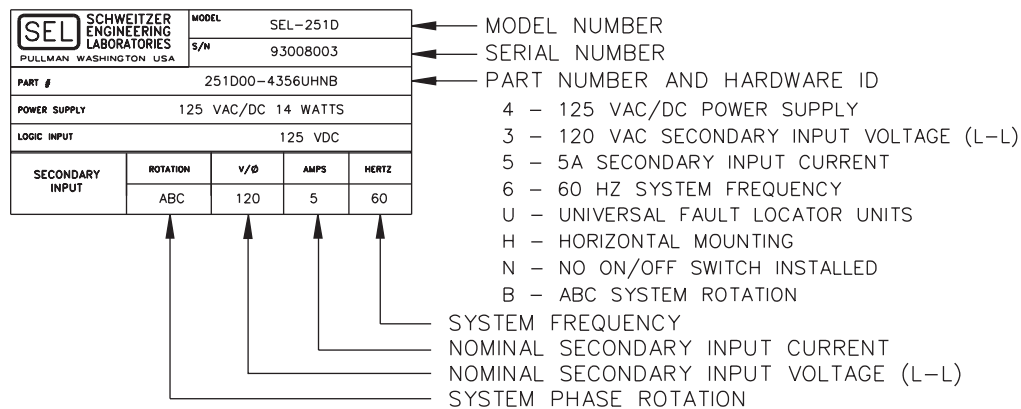 SEL SCHWEITZER ENGINEERING LABORATORIES
PULLMAN WASHINGTON USA
MODEL SEL-251D
S/N 93008003
PART # 251D00-4356UHNB
POWER SUPPLY 125 VAC/DC 14 WATTS
LOGIC INPUT 125 VDC
SECONDARY INPUT
ROTATION V/Ø AMPS HERTZ
ABC 120 5 60
MODEL NUMBER
SERIAL NUMBER
PART NUMBER AND HARDWARE ID
4 - 125 VAC/DC POWER SUPPLY
3 - 120 VAC SECONDARY INPUT VOLTAGE (L-L)
5 - 5A SECONDARY INPUT CURRENT
6 - 60 HZ SYSTEM FREQUENCY
U - UNIVERSAL FAULT LOCATOR UNITS
H - HORIZONTAL MOUNTING
N - NO ON/OFF SWITCH INSTALLED
B - ABC SYSTEM ROTATION
SYSTEM FREQUENCY
NOMINAL SECONDARY INPUT CURRENT
NOMINAL SECONDARY INPUT VOLTAGE (L-L)
SYSTEM PHASE ROTATION